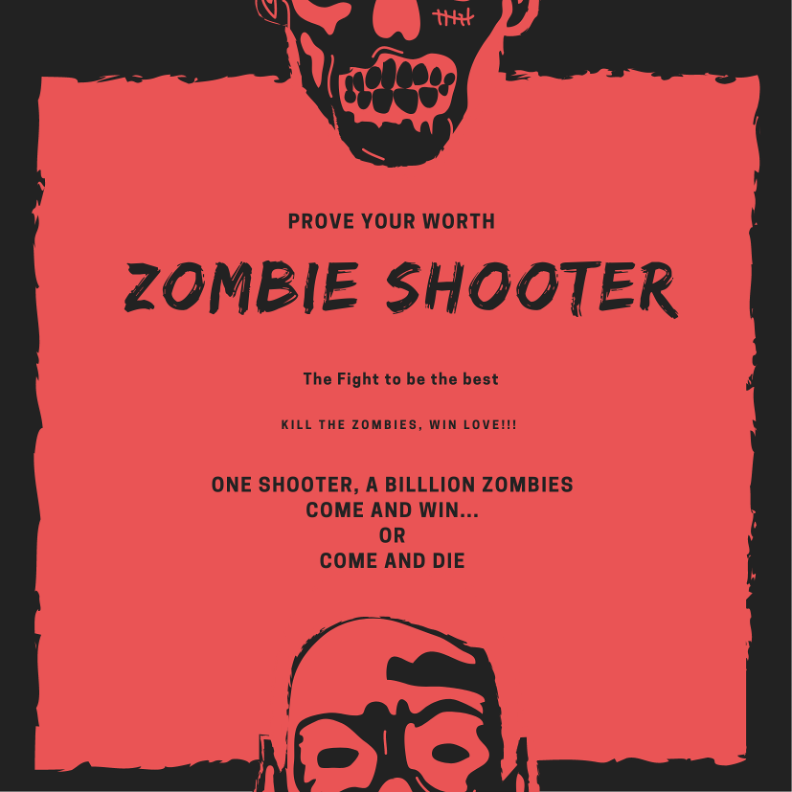 PROVE YOUR WORTH
ZOMBIE SHOOTER
The Fight to be the best
KILL THE ZOMBIES, WIN LOVE!!!
ONE SHOOTER, A BILLLION ZOMBIES
COME AND WIN...
OR
COME AND DIE